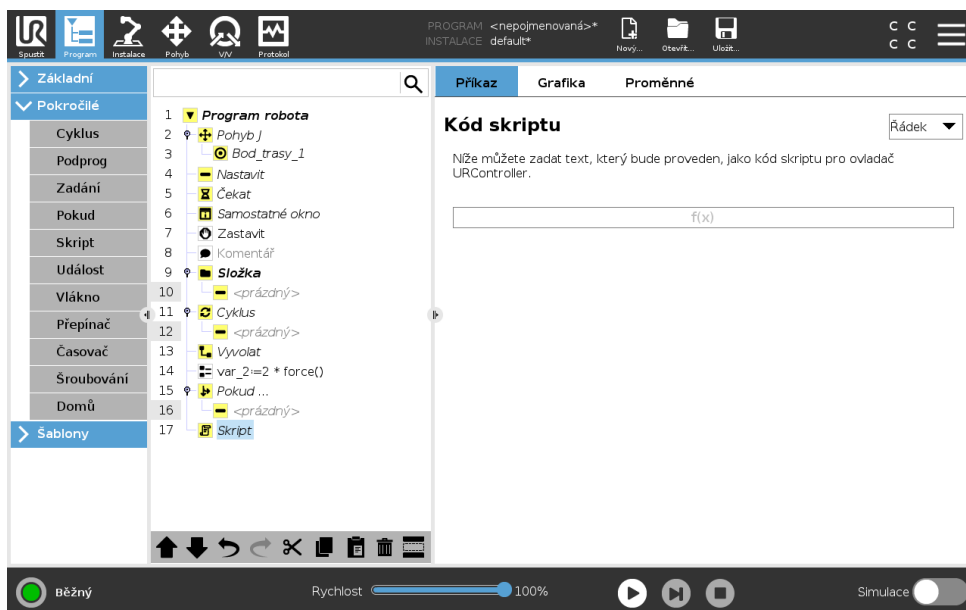 PROGRAM <nepojmenovaná>*
INSTALACE default*
Spustit
Program
Instalace
Pohyb
V/V
Protokol
Nový...
Otevřít...
Uložit...
C C
C C
Základní
Pokročilé
Cyklus
Podprog
Zadání
Pokud
Skript
Událost
Vlákno
Přepínač
Časovač
Šroubování
Domů
Šablony
1 Program robota
2 Pohyb J
3 Bod_trasy_1
4 Nastavit
5 Čekat
6 Samostatné okno
7 Zastavit
8 Komentář
9 Složka
10 <prázdný>
11 Cyklus
12 <prázdný>
13 Vyvolat
14 var_2:=2 * force()
15 Pokud ...
16 <prázdný>
17 Skript
Příkaz
Grafika
Proměnné
Kód skriptu
Řádek
Níže můžete zadat text, který bude proveden, jako kód skriptu pro ovladač
URController.
f(x)
Běžný
Rychlost
100%
Simulace